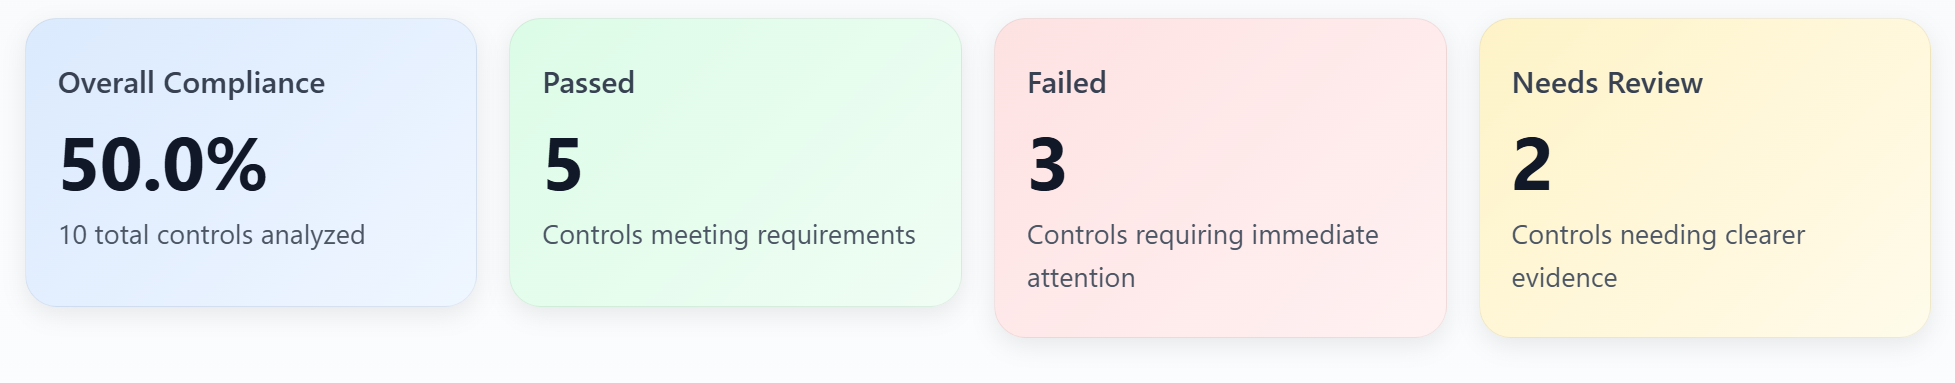 Overall Compliance
50.0%
10 total controls analyzed
Passed
5
Controls meeting requirements
Failed
3
Controls requiring immediate
attention
Needs Review
2
Controls needing clearer
evidence